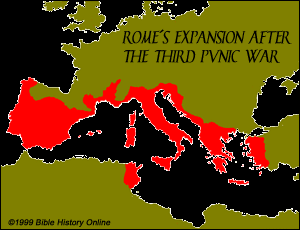 ROME'S EXPANSION AFTER
THE THIRD PVNIC WAR
©1999 Bible History Online